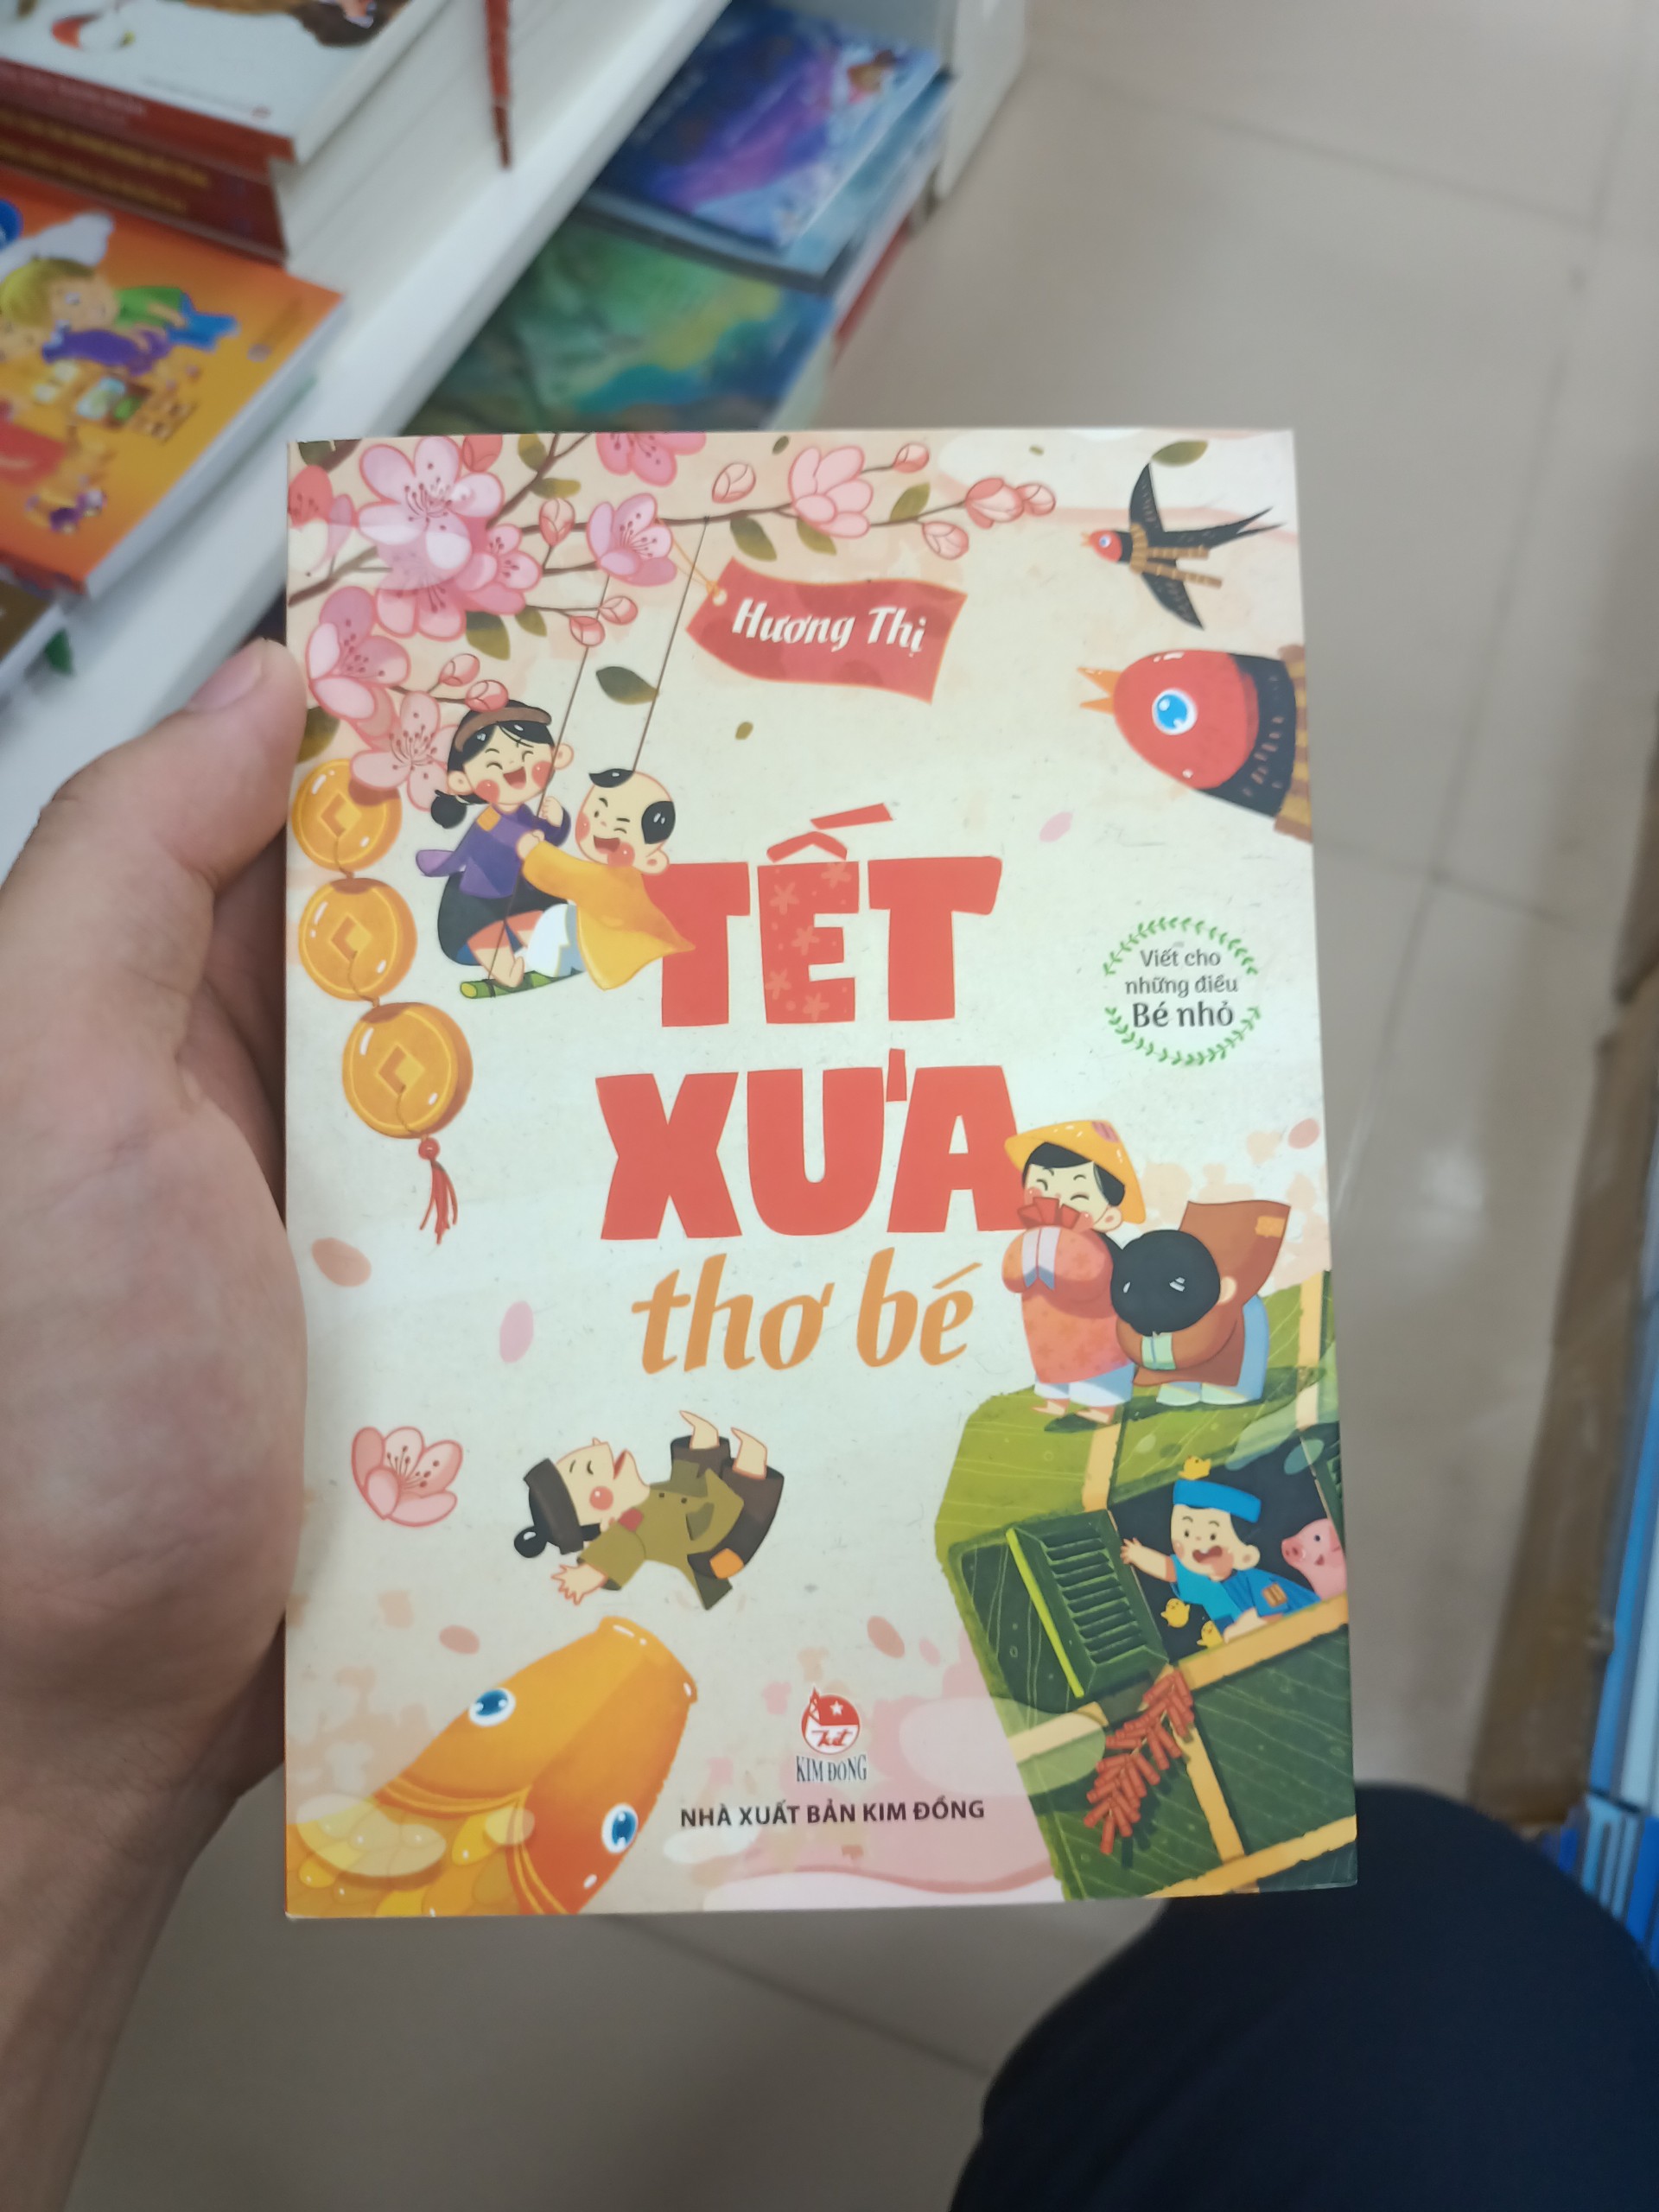 Hương Thị
TẾT
XƯA
thơ bé
Viết cho
những điều
Bé nhỏ
KIM ĐỒNG
NHÀ XUẤT BẢN KIM ĐỒNG